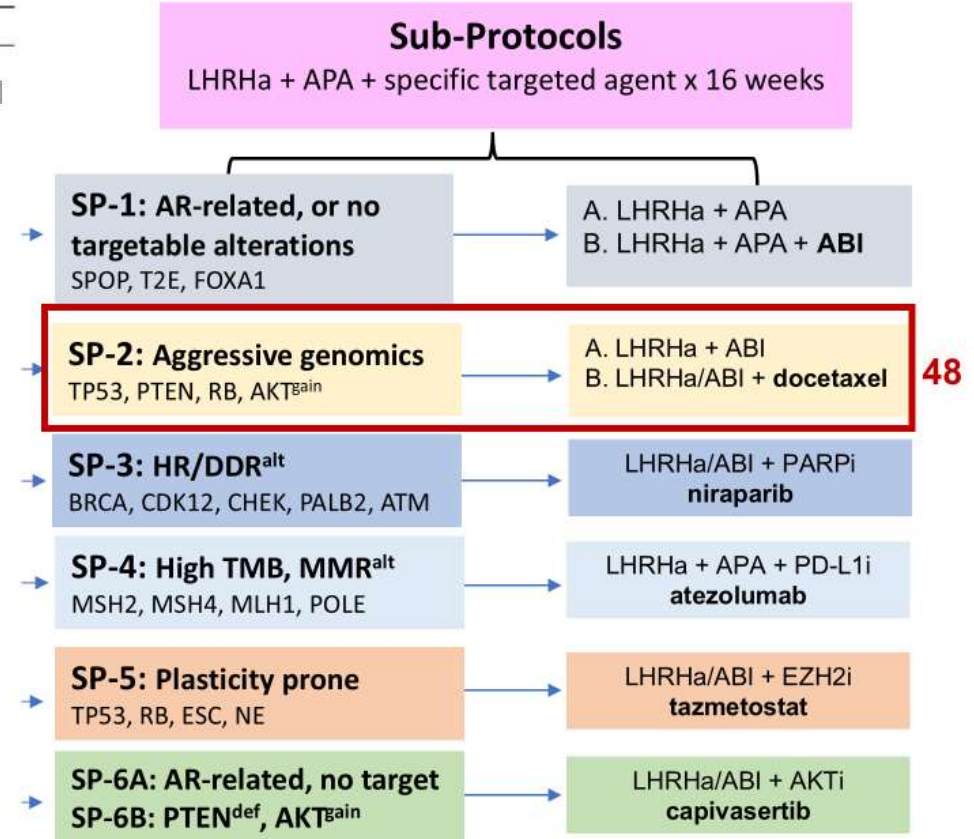 Sub-Protocols
LHRHa + APA + specific targeted agent x 16 weeks
SP-1: AR-related, or no
targetable alterations
SPOP, T2E, FOXA1
A. LHRHa + APA
B. LHRHa + APA + ABI
SP-2: Aggressive genomics
TP53, PTEN, RB, AKTgain
A. LHRHa + ABI
B. LHRHa/ABI + docetaxel
48
SP-3: HR/DDRalt
BRCA, CDK12, CHEK, PALB2, ATM
LHRHa/ABI + PARPi
niraparib
SP-4: High TMB, MMRalt
MSH2, MSH4, MLH1, POLE
LHRHa + APA + PD-L1i
atezolumab
SP-5: Plasticity prone
TP53, RB, ESC, NE
LHRHa/ABI + EZH2i
tazmetostat
SP-6A: AR-related, no target
SP-6B: PTENdef, AKTgain
LHRHa/ABI + AKTi
capivasertib